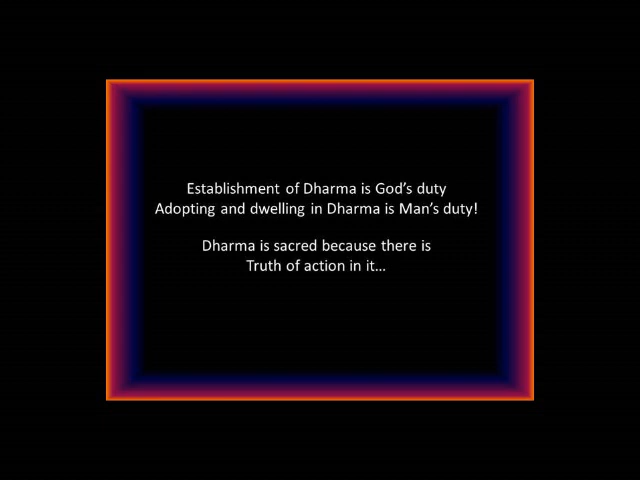 Establishment of Dharma is God’s duty
Adopting and dwelling in Dharma is Man’s duty!
Dharma is sacred because there is
Truth of action in it…